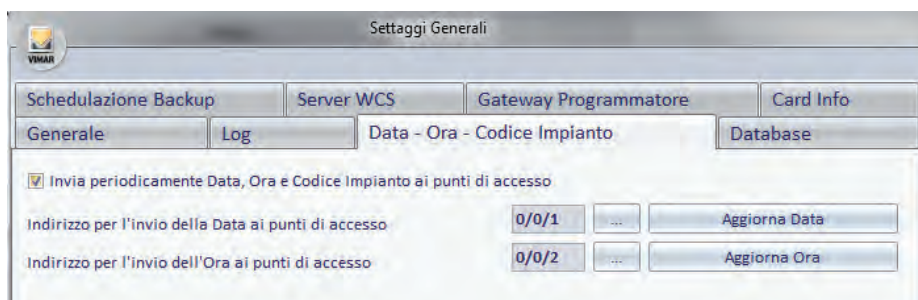 Settaggi Generali
VIMAR
Schedulazione Backup Server WCS Gateway Programmatore Card Info
Generale Log Data - Ora - Codice Impianto Database
Invia periodicamente Data, Ora e Codice Impianto ai punti di accesso
Indirizzo per l'invio della Data ai punti di accesso 0/0/1 ... Aggiorna Data
Indirizzo per l'invio dell'Ora ai punti di accesso 0/0/2 ... Aggiorna Ora